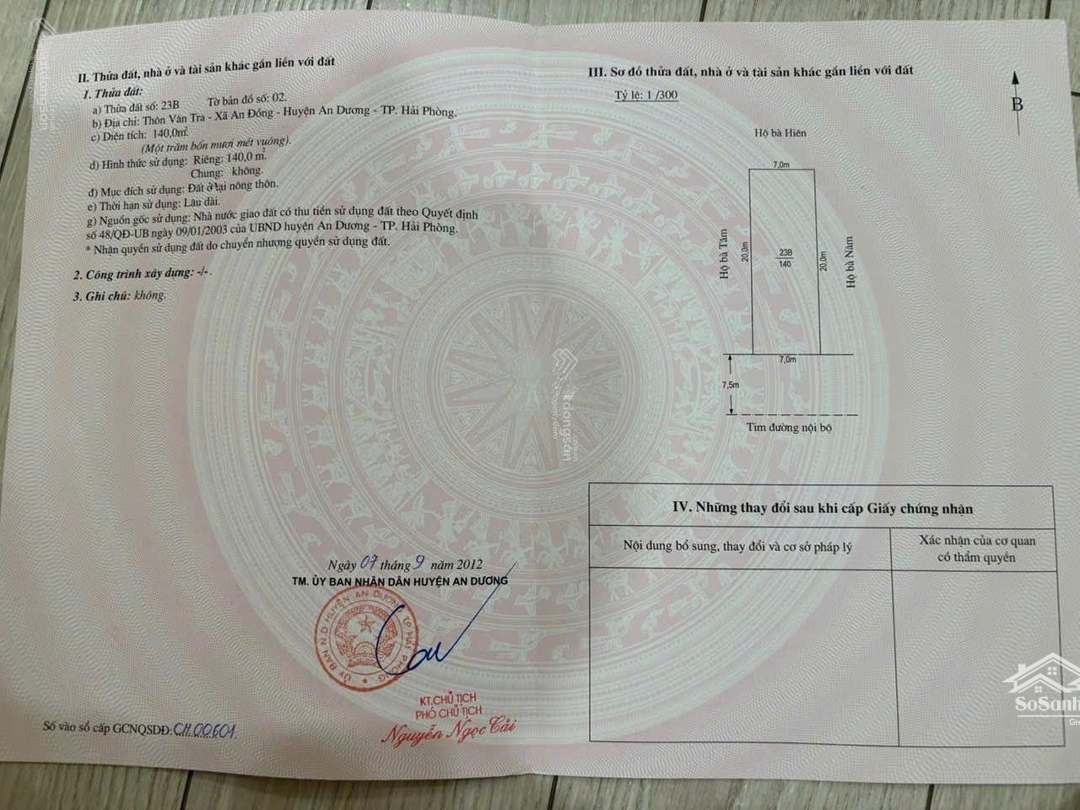 II. Thửa đất, nhà ở và tài sản khác gắn liền với đất
1. Thửa đất:
a) Thửa đất số: 23B Tờ bản đồ số: 02.
b) Địa chỉ: Thôn Vân Tra - Xã An Đồng - Huyện An Dương - TP. Hải Phòng.
c) Diện tích: 140,0m².
(Một trăm bốn mươi mét vuông).
d) Hình thức sử dụng: Riêng: 140,0 m².
Chung: không.
đ) Mục đích sử dụng: Đất ở tại nông thôn.
e) Thời hạn sử dụng: Lâu dài.
g) Nguồn gốc sử dụng: Nhà nước giao đất có thu tiền sử dụng đất theo Quyết định
số 48/QĐ-UB ngày 09/01/2003 của UBND huyện An Dương - TP. Hải Phòng.
* Nhận quyền sử dụng đất do chuyển nhượng quyền sử dụng đất.
2. Công trình xây dựng: -/-.
3. Ghi chú: không.
Ngày 07 tháng 9 năm 2012
TM. ỦY BAN NHÂN DÂN HUYỆN AN DƯƠNG
ỦY BAN N.D HUYỆN AN DƯƠNG T.P HẢI PHÒNG
KT.CHỦ TỊCH
PHÓ CHỦ TỊCH
Nguyễn Ngọc Cải
Số vào sổ cấp GCNQSDĐ: CH.00601
III. Sơ đồ thửa đất, nhà ở và tài sản khác gắn liền với đất
Tỷ lệ: 1 /300
B
Hộ bà Hiên
7,0m
Hộ bà Tâm
20,0m
23B
140
20,0m
Hộ bà Năm
7,0m
7,5m
Tim đường nội bộ
IV. Những thay đổi sau khi cấp Giấy chứng nhận
Nội dung bổ sung, thay đổi và cơ sở pháp lý
Xác nhận của cơ quan
có thẩm quyền
batdongsan
SoSanh